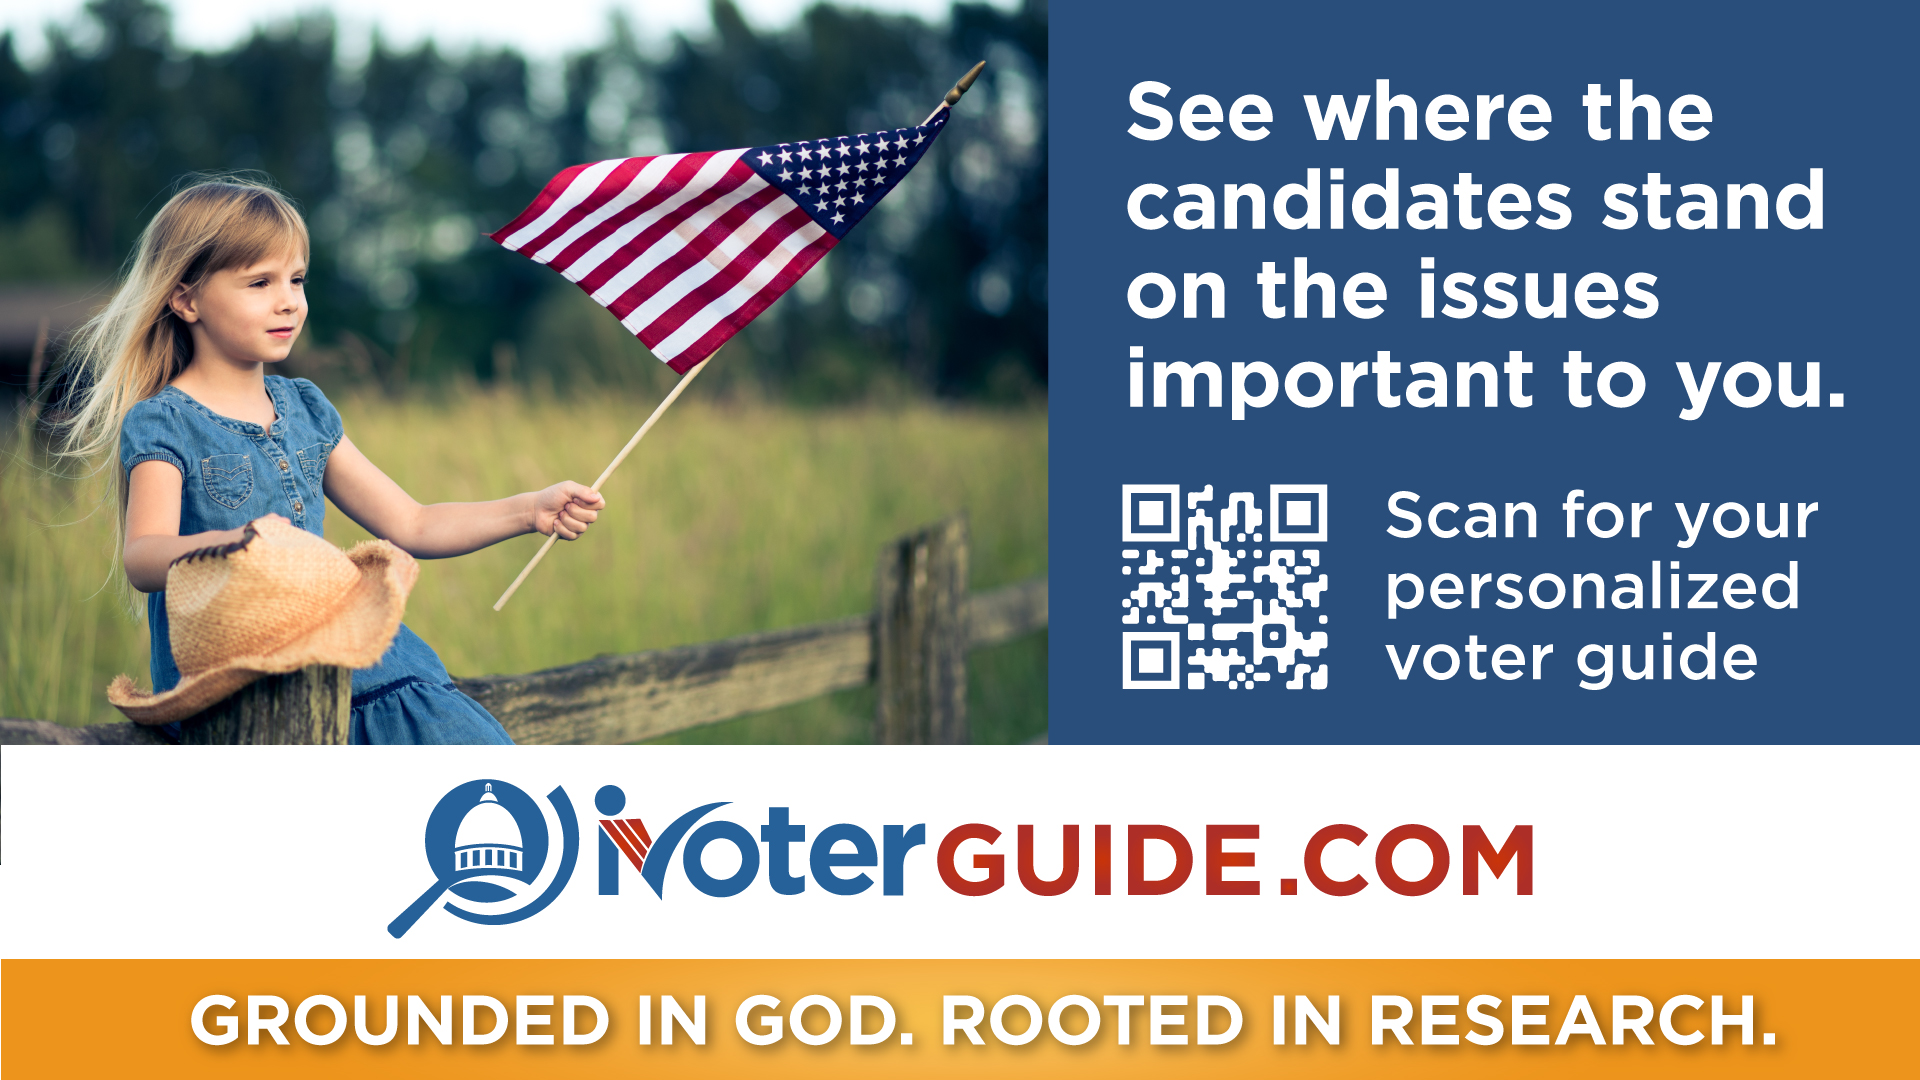 See where the
candidates stand
on the issues
important to you.
Scan for your
personalized
voter guide
ivoterGUIDE.COM
GROUNDED IN GOD. ROOTED IN RESEARCH.